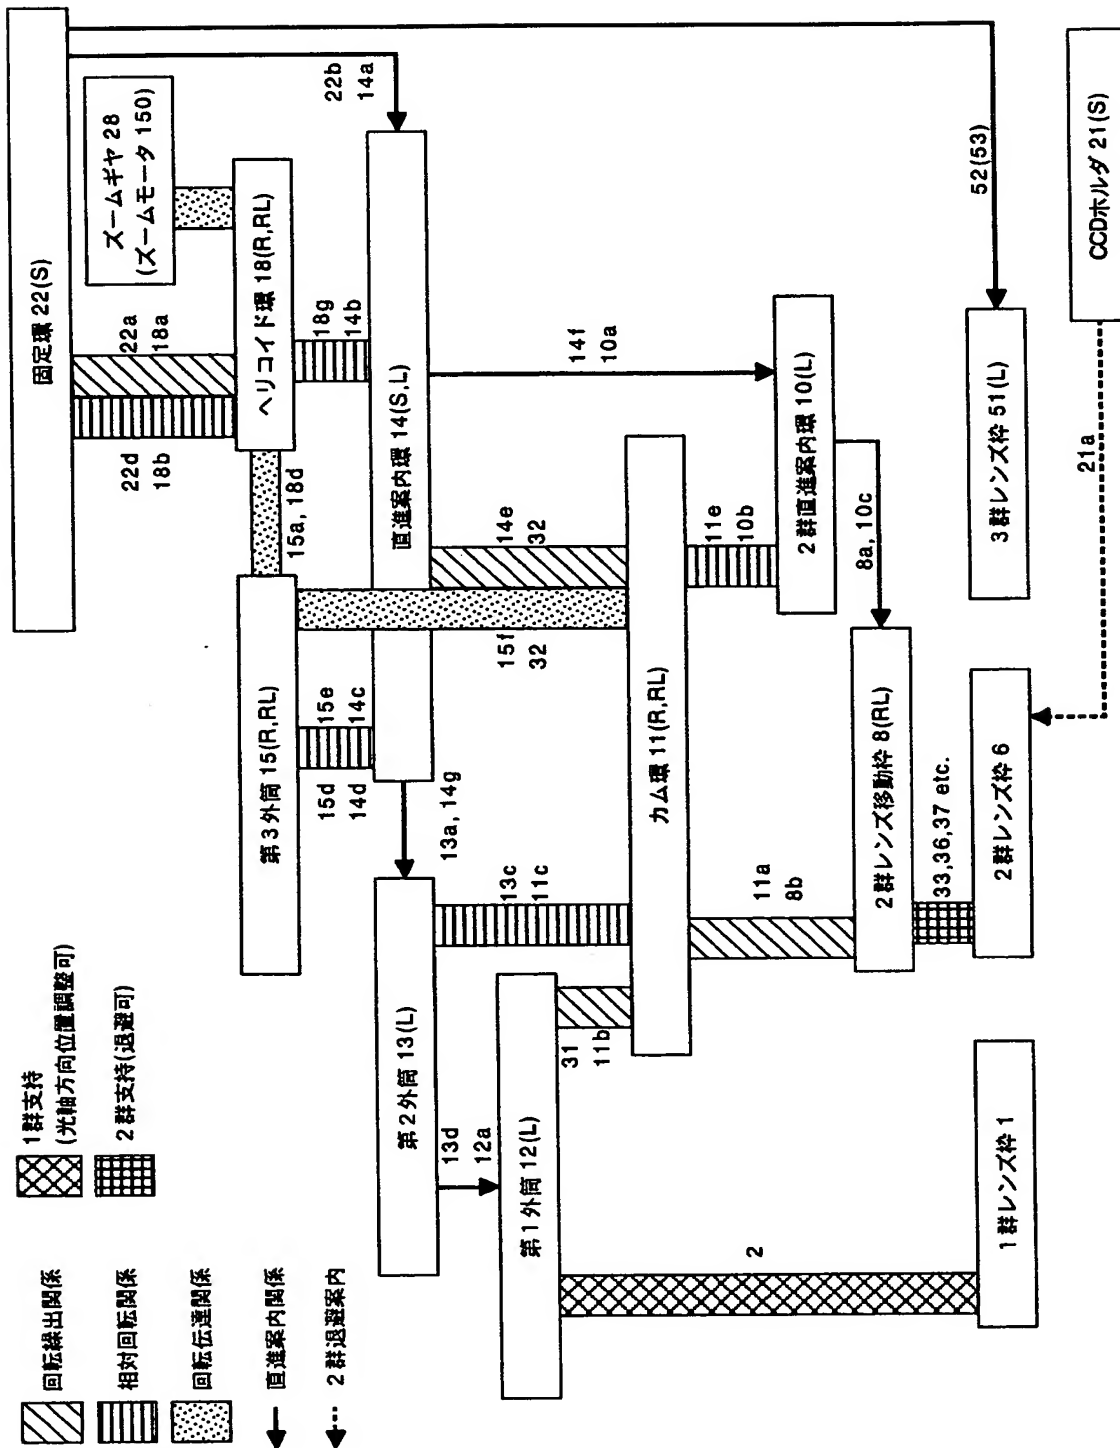 回転繰出関係
相対回転関係
回転伝達関係
直進案内関係
2群退避案内
1群支持
(光軸方向位置調整可)
2群支持(退避可)
固定環 22(S)
ズームギヤ 28
(ズームモータ 150)
22a
18a
22d
18b
22b
14a
ヘリコイド環 18(R,RL)
15a, 18d
18g
14b
第3外筒 15(R,RL)
15e
14c
15d
14d
直進案内環 14(S,L)
13a, 14g
14e
32
15f
32
14f
10a
52(53)
第2外筒 13(L)
13d
12a
13c
11c
第1外筒 12(L)
31
11b
カム環 11(R,RL)
11e
10b
11a
8b
2群直進案内環 10(L)
8a, 10c
2群レンズ移動枠 8(RL)
33,36,37 etc.
2
1群レンズ枠 1
2群レンズ枠 6
3群レンズ枠 51(L)
21a
CCDホルダ 21(S)